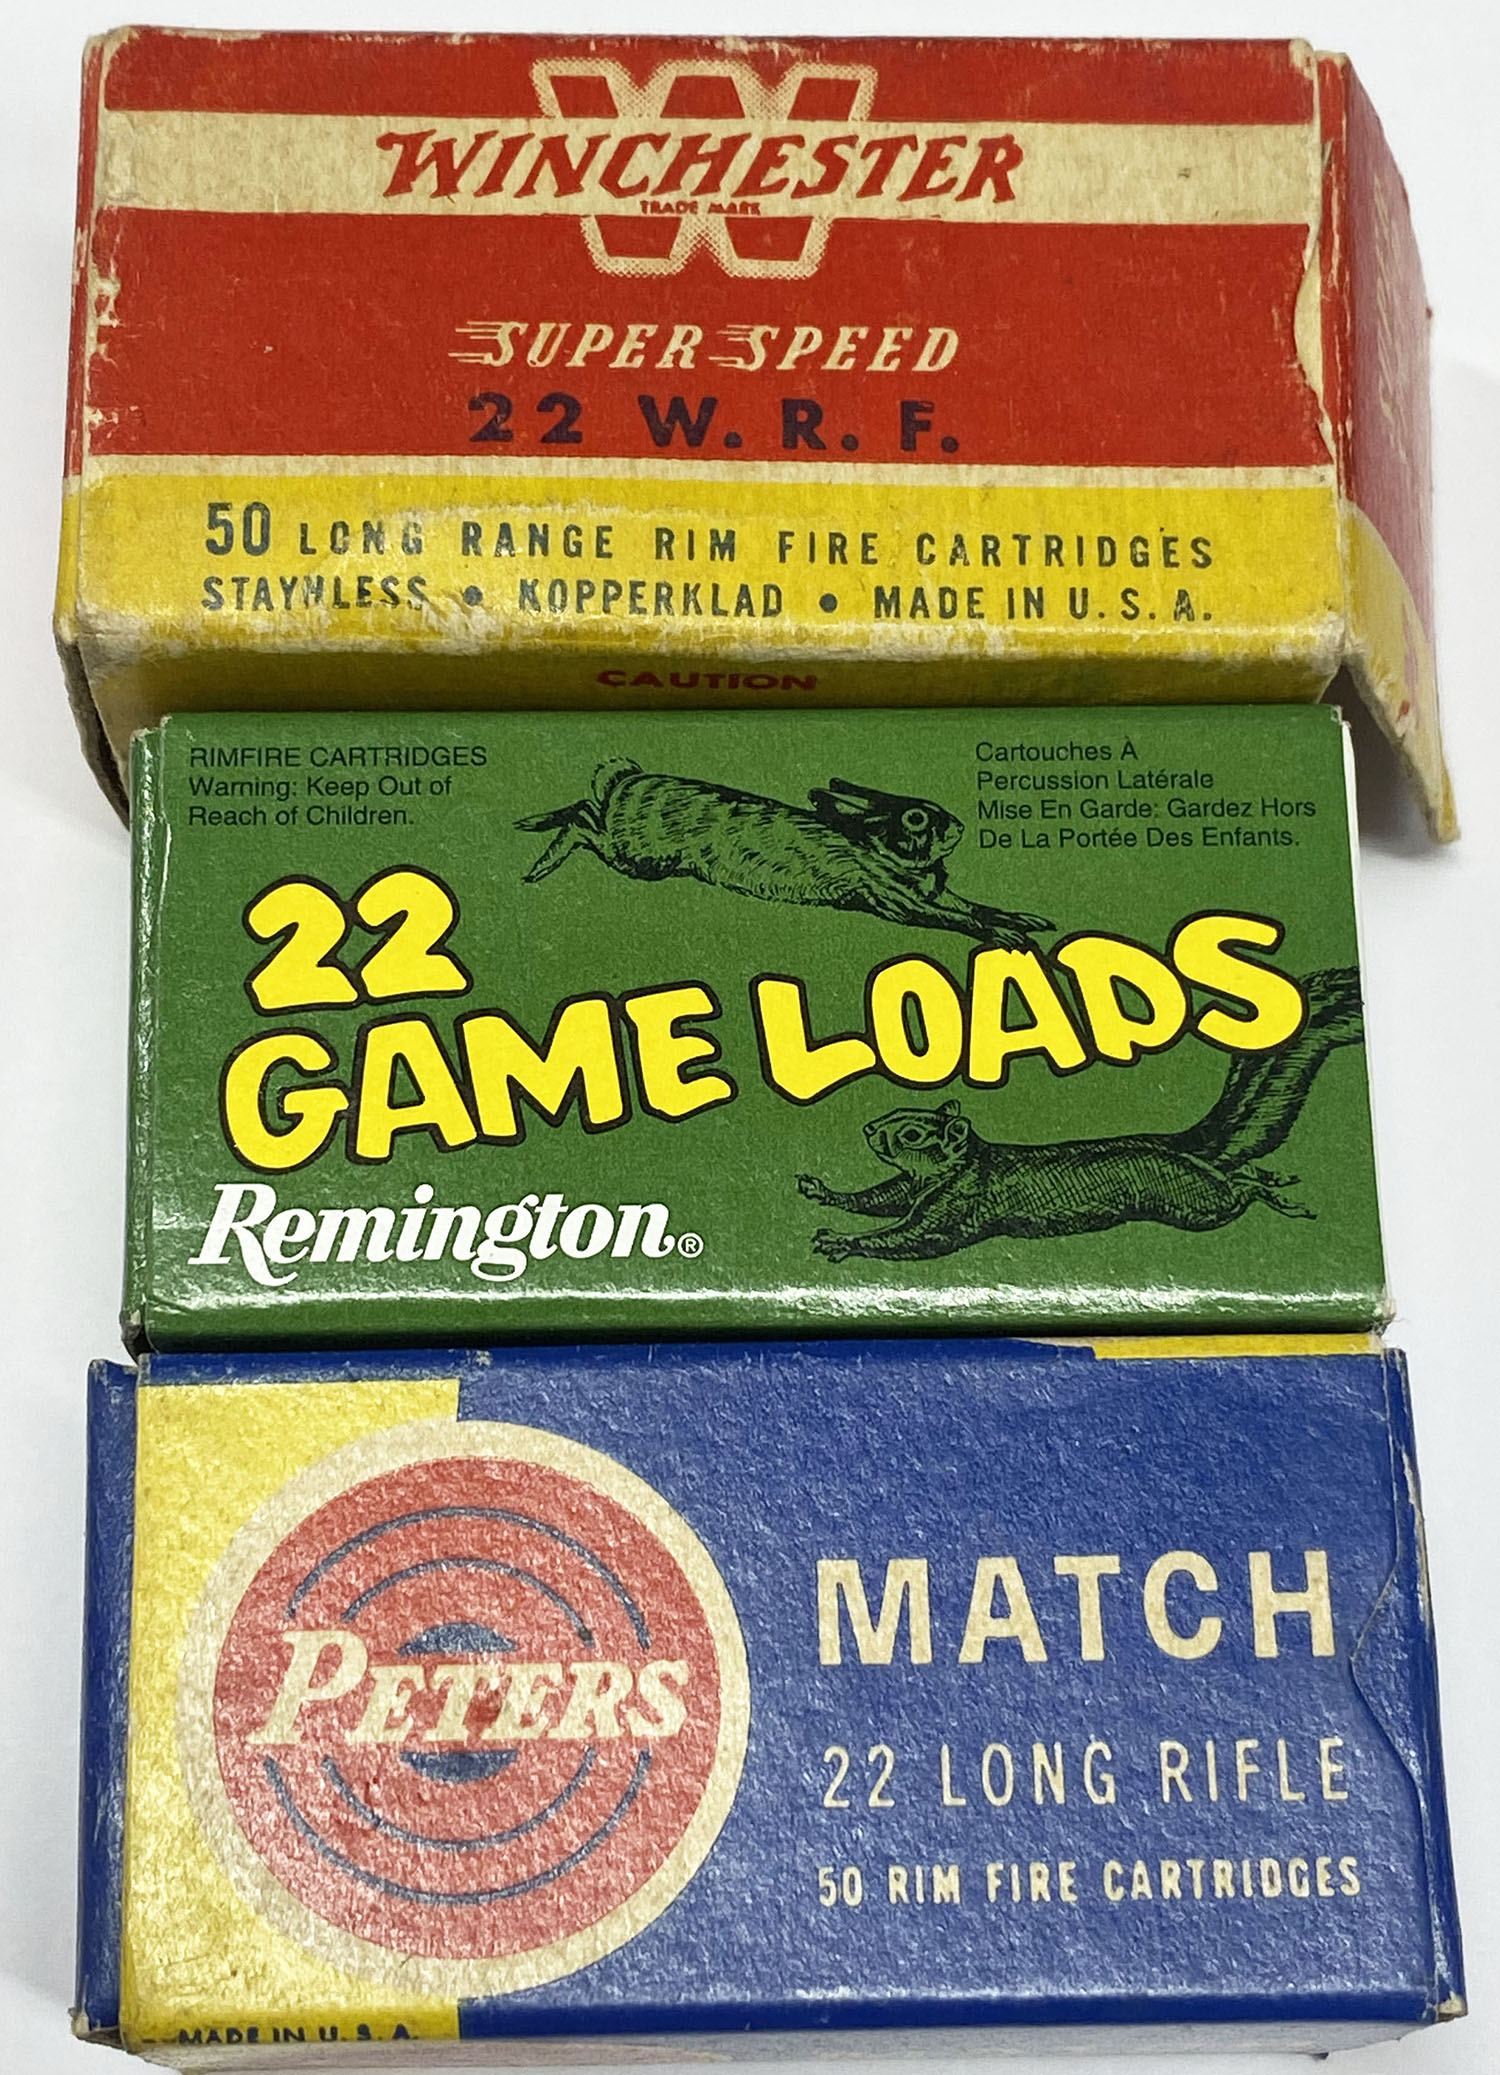 WINCHESTER
TRADE MARK
SUPER SPEED
22 W. R. F.
50 LONG RANGE RIM FIRE CARTRIDGES
STAYNLESS • KOPPERKLAD • MADE IN U. S. A.
CAUTION
RIMFIRE CARTRIDGES
Warning: Keep Out of
Reach of Children.
Cartouches À
Percussion Latérale
Mise En Garde: Gardez Hors
De La Portée Des Enfants.
22
GAME LOADS
Remington®
PETERS
MATCH
22 LONG RIFLE
50 RIM FIRE CARTRIDGES
MADE IN U. S. A.